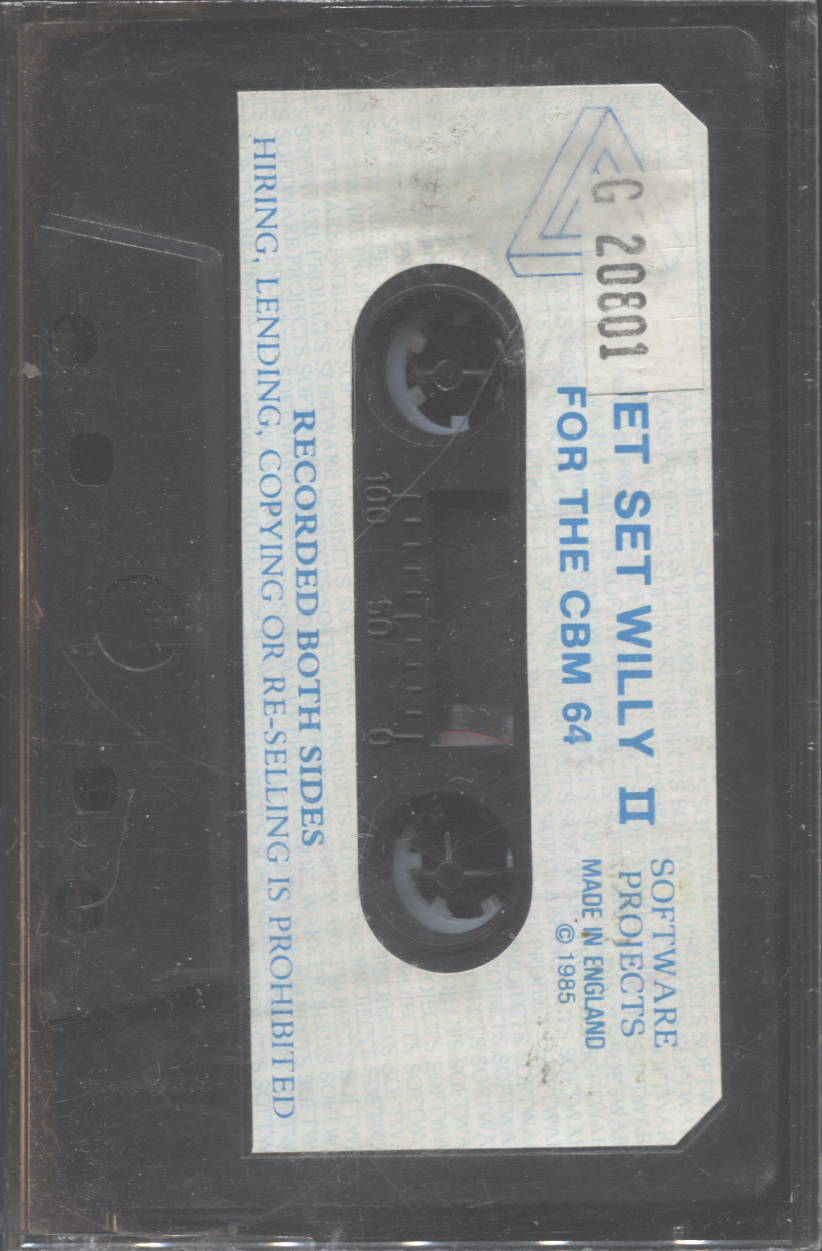 G 20801
JET SET WILLY II
FOR THE CBM 64
SOFTWARE
PROJECTS
MADE IN ENGLAND
© 1985
100 50 0
RECORDED BOTH SIDES
HIRING, LENDING, COPYING OR RE-SELLING IS PROHIBITED